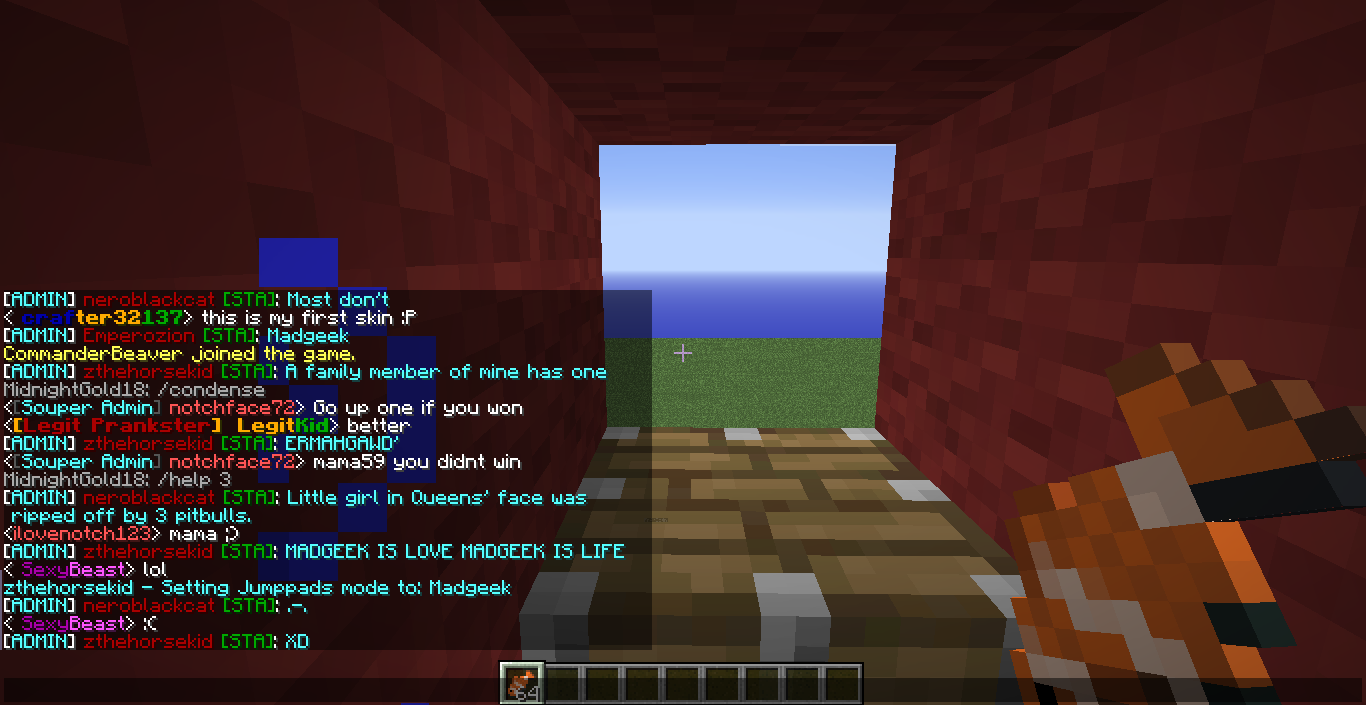 [ADMIN] neroblackcat [STA]: Most don't
< crafter32137> this is my first skin :P
[ADMIN] Emperozion [STA]: Madgeek
CommanderBeaver joined the game.
[ADMIN] zthehorsekid [STA]: A family member of mine has one
MidnightGold18: /condense
<[Souper Admin] notchface72> Go up one if you won
<[Legit Prankster] LegitKid> better
[ADMIN] zthehorsekid [STA]: ERMAHGAWD'
<[Souper Admin] notchface72> mama59 you didnt win
MidnightGold18: /help 3
[ADMIN] neroblackcat [STA]: Little girl in Queens' face was
ripped off by 3 pitbulls.
<ilovenotch123> mama ;)
[ADMIN] zthehorsekid [STA]: MADGEEK IS LOVE MADGEEK IS LIFE
< SexyBeast> lol
zthehorsekid - Setting Jumppads mode to: Madgeek
[ADMIN] neroblackcat [STA]: .-.
< SexyBeast> :C
[ADMIN] zthehorsekid [STA]: XD
64